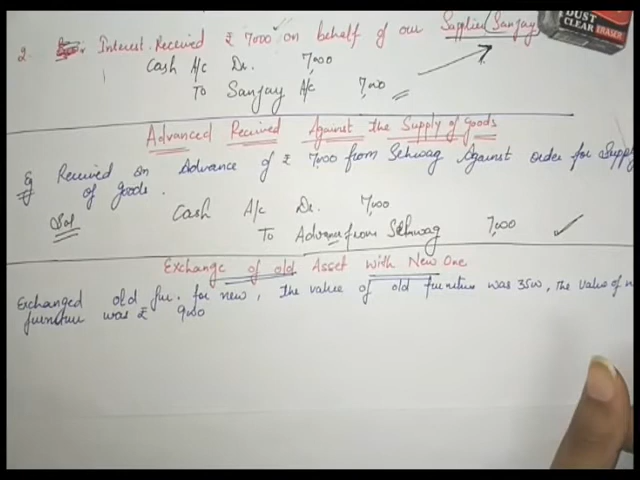 2. Interest Received ₹ 7000 on behalf of our Supplier Sanjay
Cash A/c Dr. 7,000
To Sanjay A/c 7,000
Advanced Received Against the Supply of Goods
Eg Received an Advance of ₹ 7,000 from Sehwag Against order for Supply
of goods.
Sol Cash A/c Dr. 7,000
To Advance from Sehwag 7,000
Exchange of old Asset with New One
Exchanged old fur. for new, The value of old furniture was 3500, the value of
furniture was ₹ 9000
DUST
CLEAR ERASER